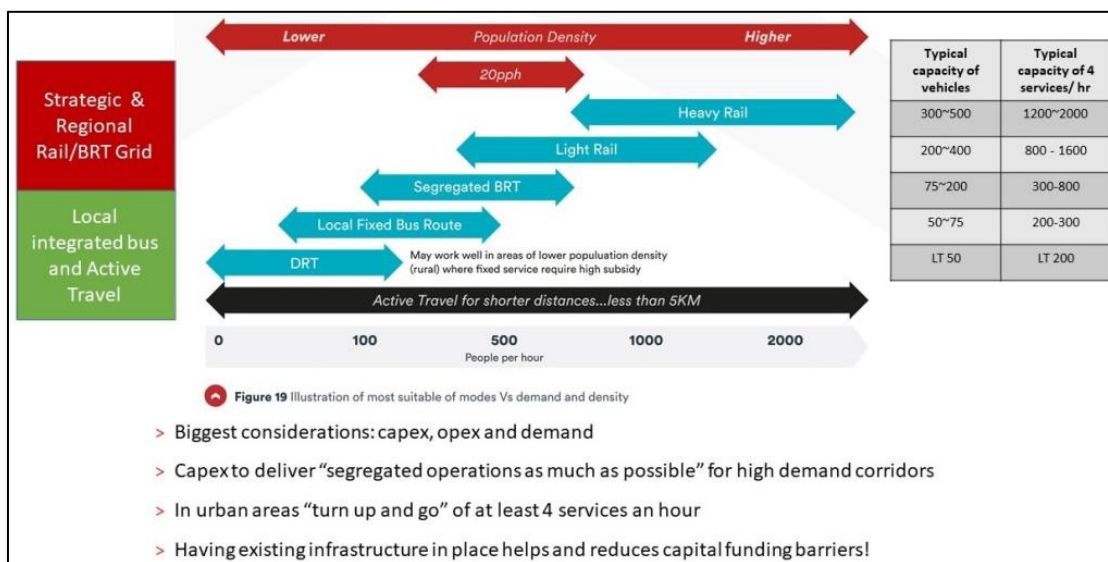 Lower Population Density Higher
20pph
Strategic &
Regional
Rail/BRT Grid
Heavy Rail
Light Rail
Segregated BRT
Local
integrated bus
and Active
Travel
Local Fixed Bus Route
DRT
May work well in areas of lower populuation density
(rural) where fixed service require high subsidy
Active Travel for shorter distances...less than 5KM
0 100 500 1000 2000
People per hour
Typical
capacity of
vehicles
Typical
capacity of 4
services/ hr
300~500 1200~2000
200~400 800 - 1600
75~200 300-800
50~75 200-300
LT 50 LT 200
Figure 19 Illustration of most suitable of modes Vs demand and density
> Biggest considerations: capex, opex and demand
> Capex to deliver “segregated operations as much as possible” for high demand corridors
> In urban areas “turn up and go” of at least 4 services an hour
> Having existing infrastructure in place helps and reduces capital funding barriers!